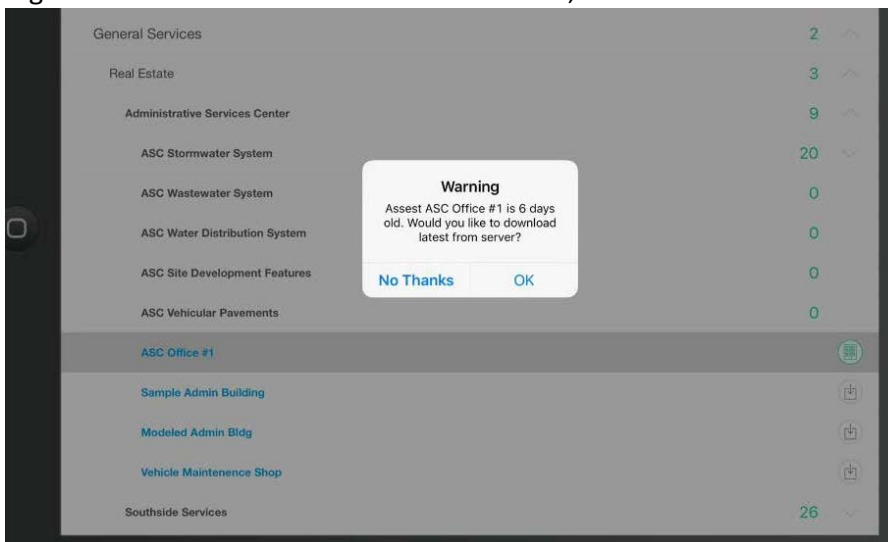 General Services 2
Real Estate 3
Administrative Services Center 9
ASC Stormwater System 20
ASC Wastewater System 0
ASC Water Distribution System 0
ASC Site Development Features 0
ASC Vehicular Pavements 0
ASC Office #1
Sample Admin Building
Modeled Admin Bldg
Vehicle Maintenence Shop
Southside Services 26
Warning
Assest ASC Office #1 is 6 days
old. Would you like to download
latest from server?
No Thanks OK